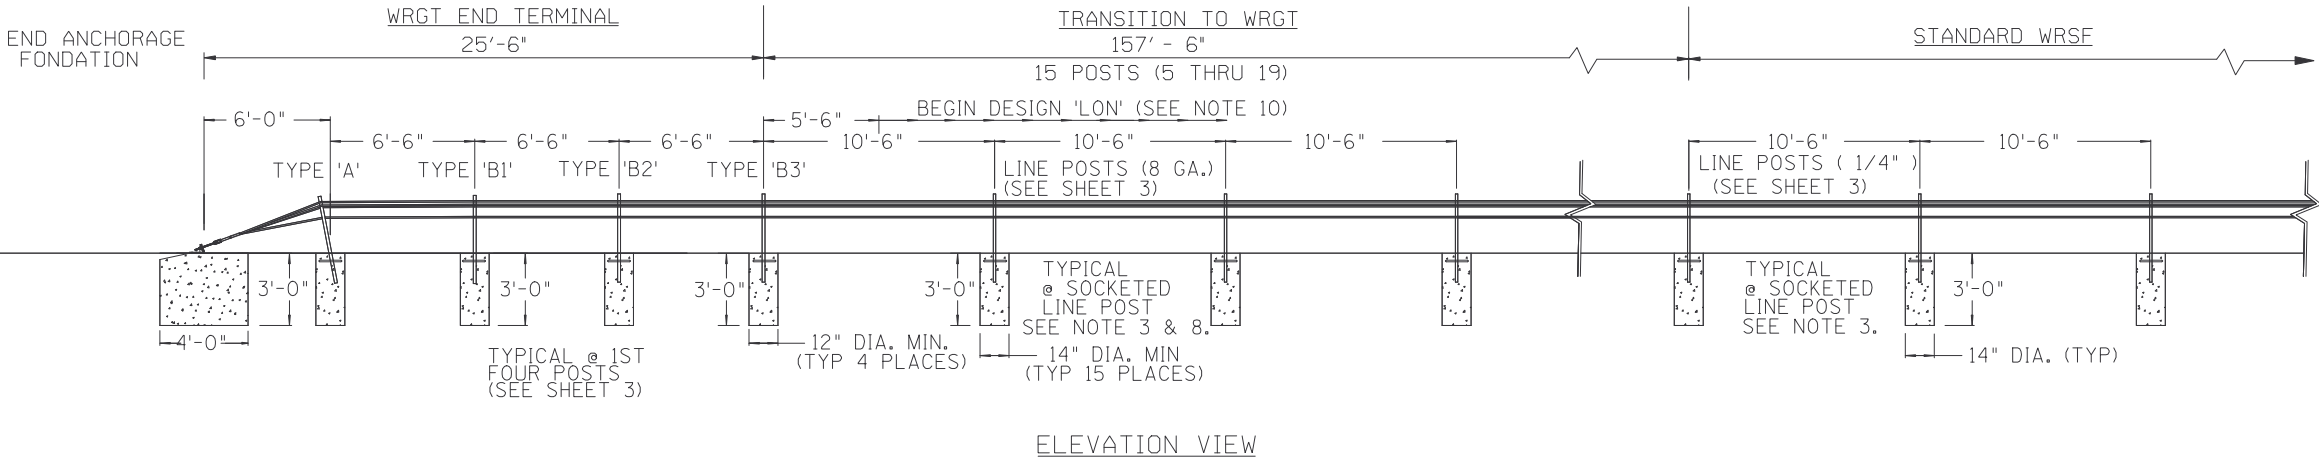 WRGT END TERMINAL
25'-6"
END ANCHORAGE
FONDATION
TRANSITION TO WRGT
157' - 6"
15 POSTS (5 THRU 19)
STANDARD WRSF
BEGIN DESIGN 'LON' (SEE NOTE 10)
6'-0"
5'-6"
6'-6"
6'-6"
6'-6"
10'-6"
10'-6"
10'-6"
10'-6"
10'-6"
TYPE 'A'
TYPE 'B1'
TYPE 'B2'
TYPE 'B3'
LINE POSTS (8 GA.)
(SEE SHEET 3)
LINE POSTS ( 1/4" )
(SEE SHEET 3)
3'-0"
3'-0"
3'-0"
3'-0"
TYPICAL
@ SOCKETED
LINE POST
SEE NOTE 3 & 8.
TYPICAL
@ SOCKETED
LINE POST
SEE NOTE 3.
3'-0"
4'-0"
TYPICAL @ 1ST
FOUR POSTS
(SEE SHEET 3)
12" DIA. MIN.
(TYP 4 PLACES)
14" DIA. MIN
(TYP 15 PLACES)
14" DIA. (TYP)
ELEVATION VIEW